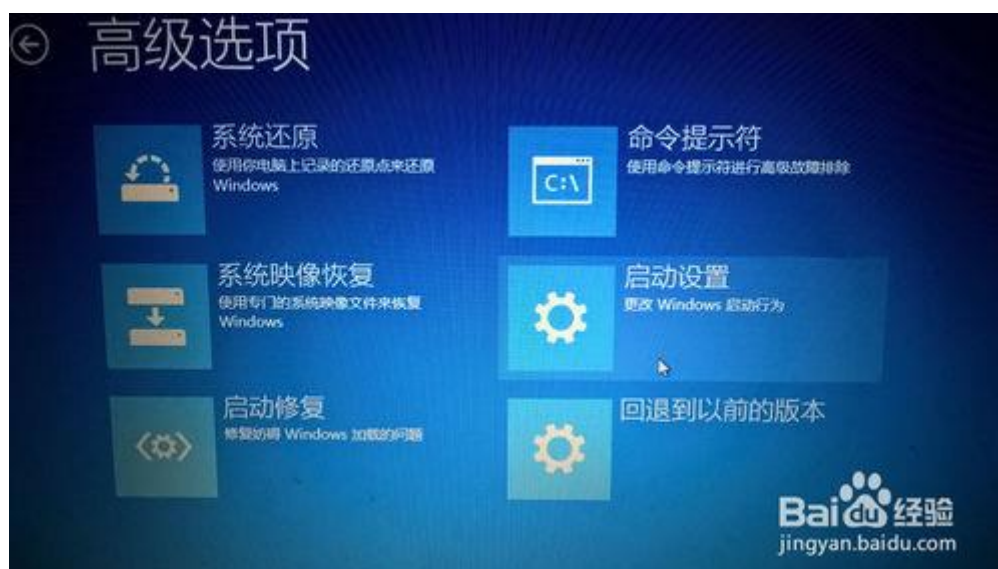 高级选项
系统还原
使用你电脑上记录的还原点来还原
Windows
命令提示符
使用命令提示符进行高级故障排除
C:\
系统映像恢复
使用专门的系统映像文件来恢复
Windows
启动设置
更改 Windows 启动行为
启动修复
修复妨碍 Windows 加载的问题
回退到以前的版本
Baidu经验
jingyan.baidu.com